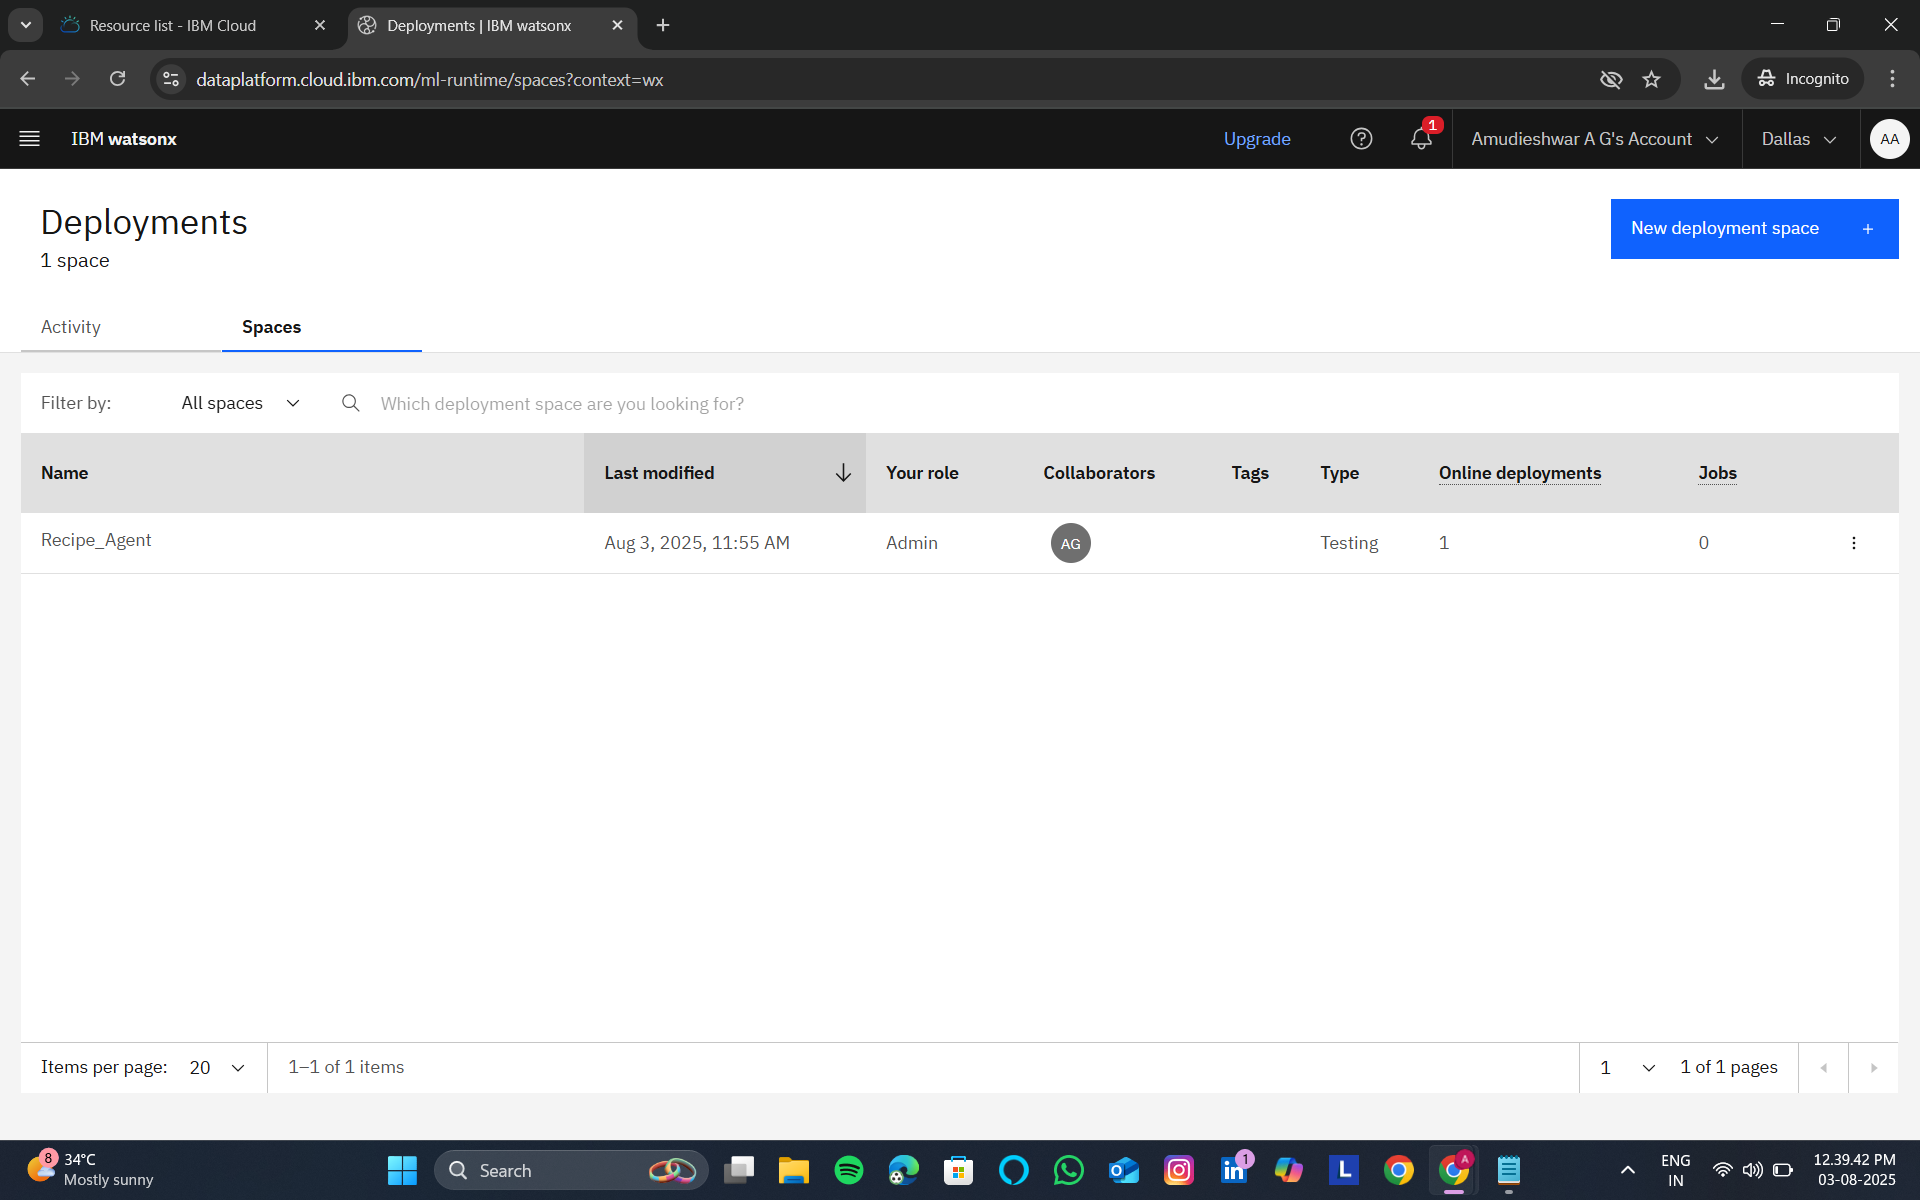 Resource list - IBM Cloud
Deployments | IBM watsonx
dataplatform.cloud.ibm.com/ml-runtime/spaces?context=wx
Incognito
IBM watsonx
Upgrade
1
Amudieshwar A G's Account
Dallas
AA
Deployments
1 space
New deployment space
Activity
Spaces
Filter by:
All spaces
Which deployment space are you looking for?
Name
Last modified
Your role
Collaborators
Tags
Type
Online deployments
Jobs
Recipe_Agent
Aug 3, 2025, 11:55 AM
Admin
AG
Testing
1
0
Items per page:
20
1–1 of 1 items
1
1 of 1 pages
8
34°C
Mostly sunny
Search
in
1
L
A
ENG
IN
12.39.42 PM
03-08-2025